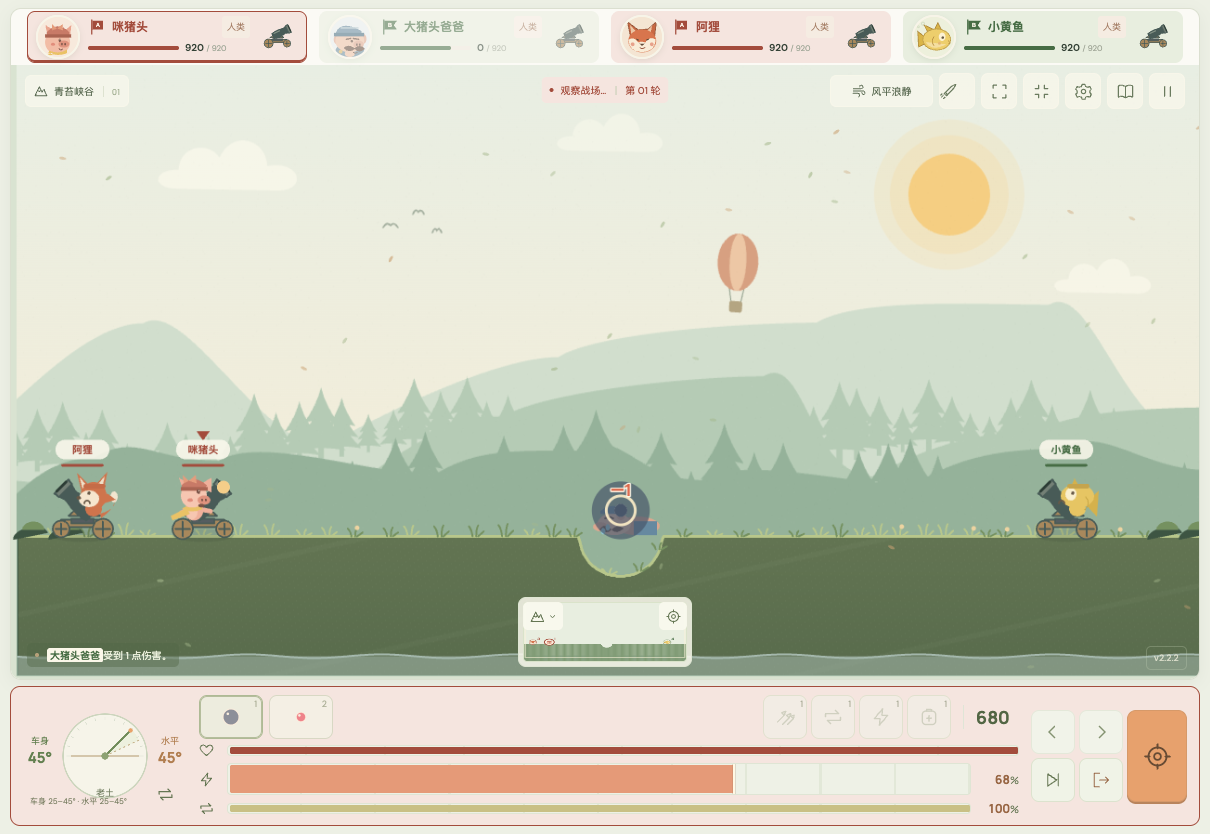 咪猪头
人类
920 / 920
大猪头爸爸
人类
0 / 920
阿狸
人类
920 / 920
小黄鱼
人类
920 / 920
青苔峡谷 01
观察战场... 第 01 轮
风平浪静
阿狸
咪猪头
小黄鱼
-1
大猪头爸爸受到 1 点伤害。
v2.2.2
车身
45°
水平
45°
老土
车身 25-45° · 水平 25-45°
1
2
1
1
1
1
680
68%
100%